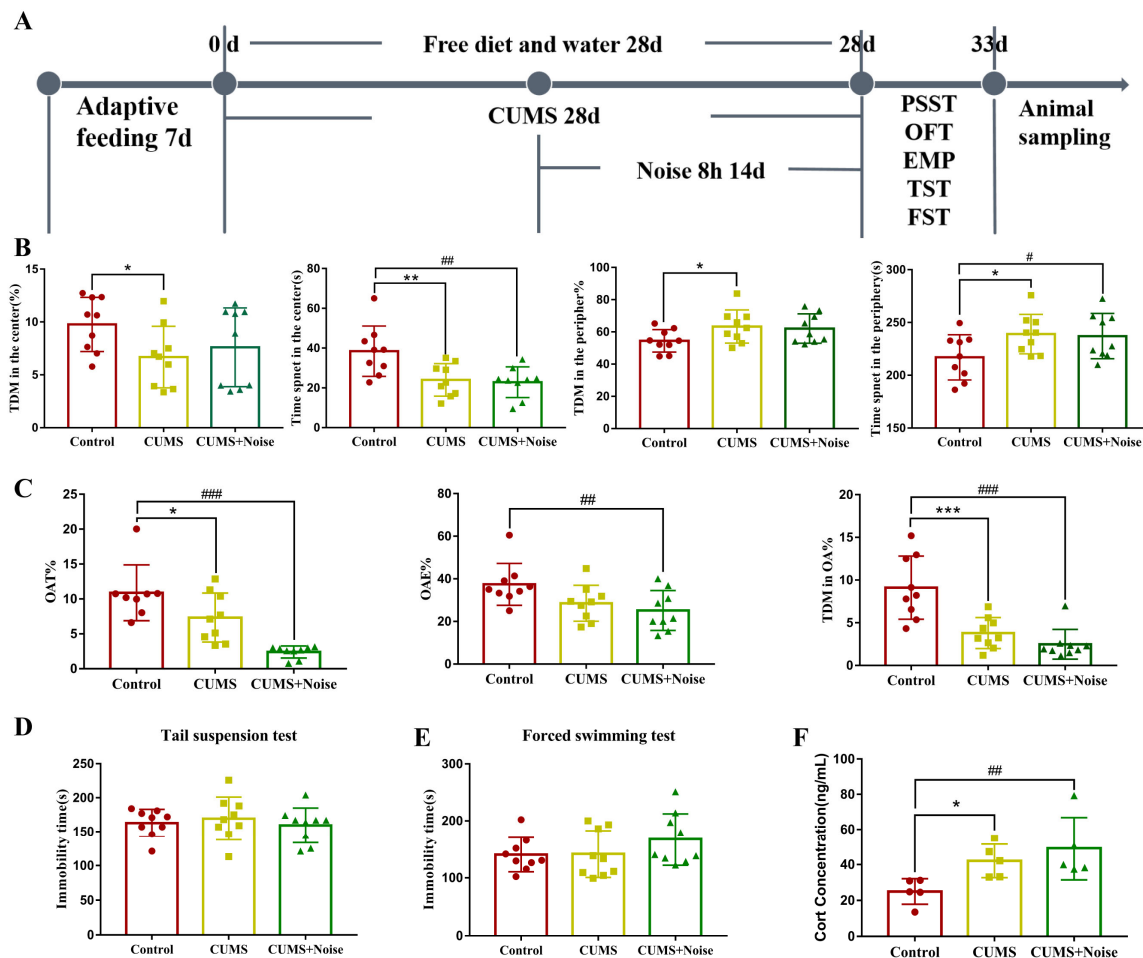 A
0 d
Free diet and water 28d
28d
33d
Adaptive
feeding 7d
CUMS 28d
Noise 8h 14d
PSST
OFT
EMP
TST
FST
Animal
sampling
B
TDM in the center(%)
15
10
5
0
*
Control
CUMS
CUMS+Noise
Time spnet in the center(s)
80
60
40
20
0
##
**
Control
CUMS
CUMS+Noise
TDM in the peripher%
100
80
60
40
20
0
*
Control
CUMS
CUMS+Noise
Time spnet in the periphery(s)
300
250
200
150
#
*
Control
CUMS
CUMS+Noise
C
OAT%
25
20
15
10
5
0
###
*
Control
CUMS
CUMS+Noise
OAE%
80
60
40
20
0
##
Control
CUMS
CUMS+Noise
TDM in OA%
20
15
10
5
0
###
***
Control
CUMS
CUMS+Noise
D
Tail suspension test
Immobility time(s)
250
200
150
100
50
0
Control
CUMS
CUMS+Noise
E
Forced swimming test
Immobility time(s)
300
200
100
0
Control
CUMS
CUMS+Noise
F
Cort Concentration(ng/mL)
100
80
60
40
20
0
##
*
Control
CUMS
CUMS+Noise